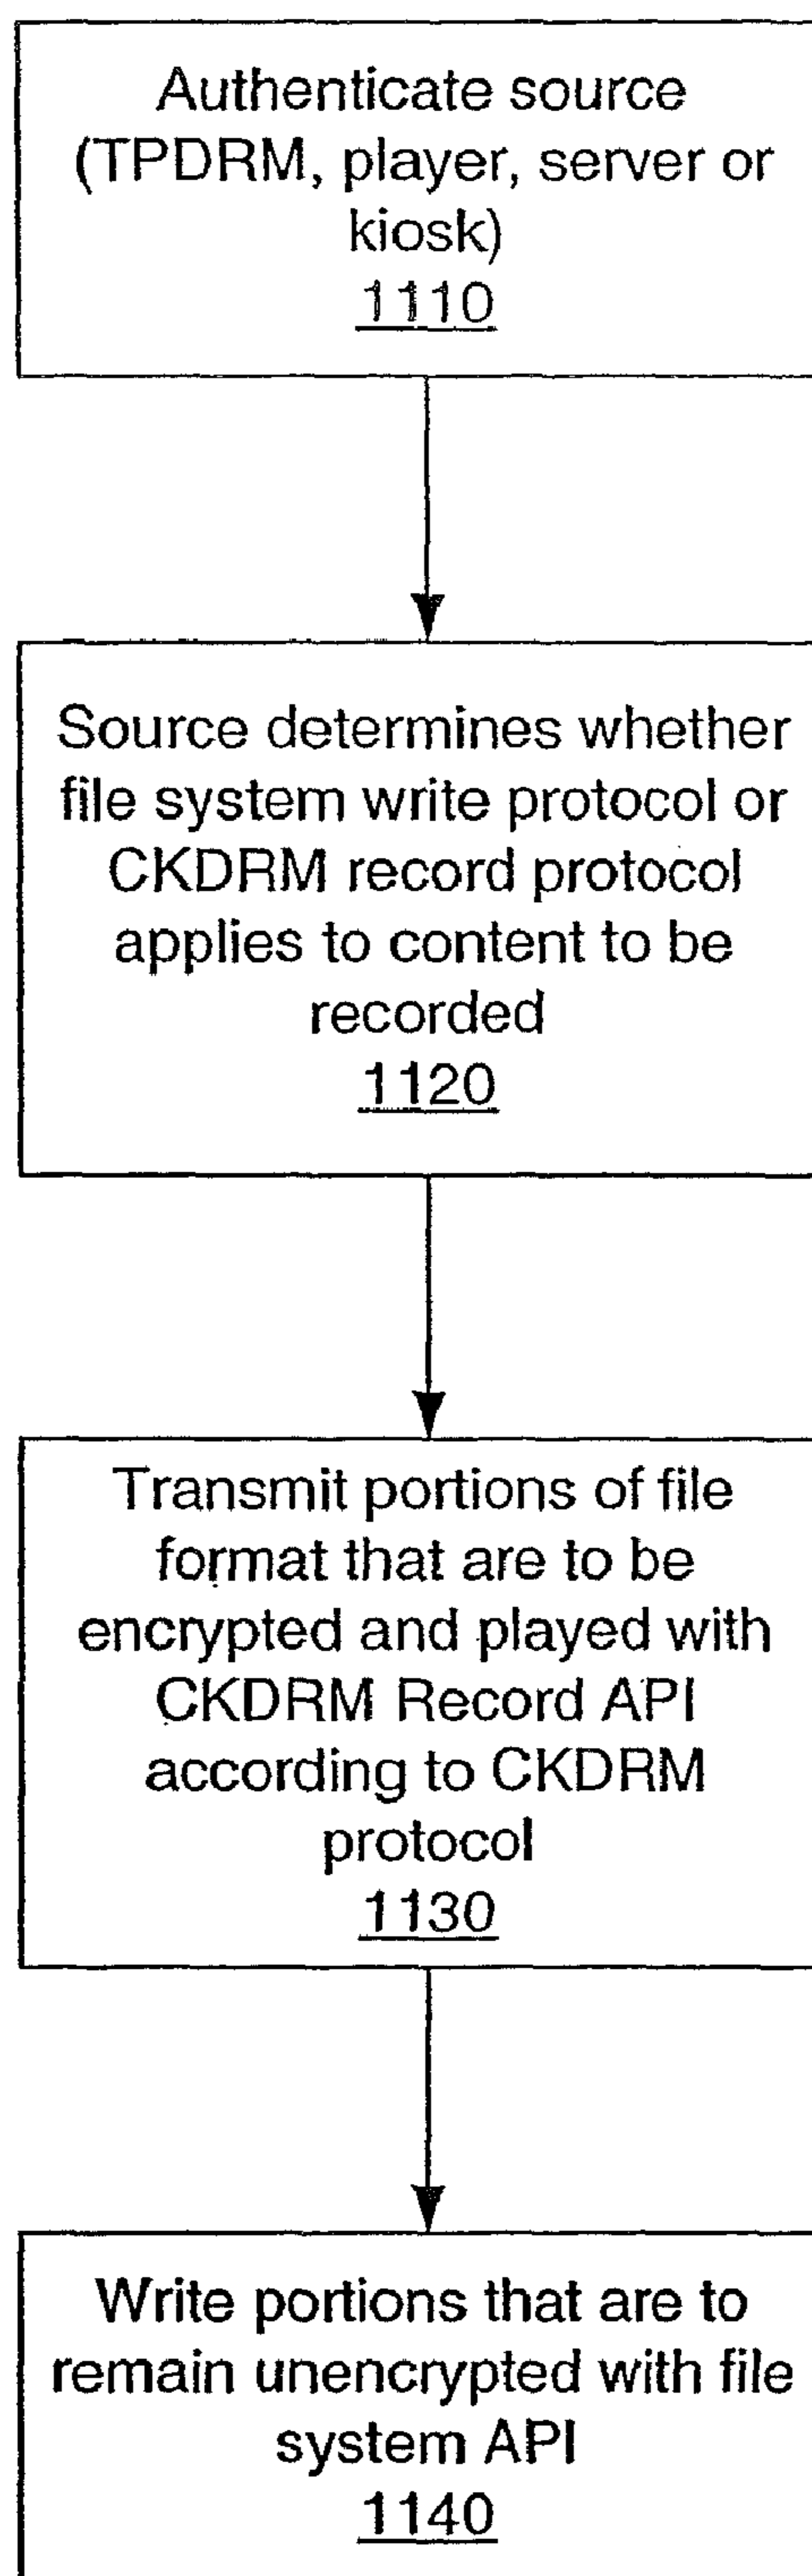 Authenticate source
(TPDRM, player, server or
kiosk)
1110
Source determines whether
file system write protocol or
CKDRM record protocol
applies to content to be
recorded
1120
Transmit portions of file
format that are to be
encrypted and played with
CKDRM Record API
according to CKDRM
protocol
1130
Write portions that are to
remain unencrypted with file
system API
1140